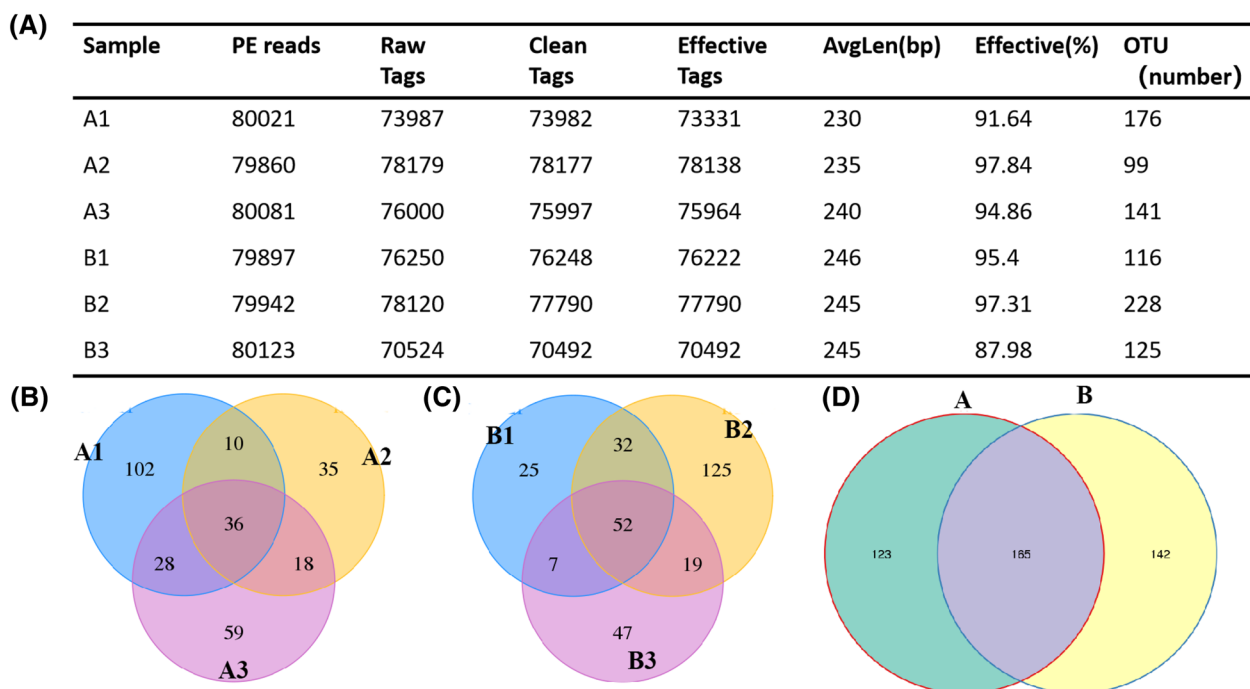 (A)
Sample PE reads Raw Tags Clean Tags Effective Tags AvgLen(bp) Effective(%) OTU (number)
A1 80021 73987 73982 73331 230 91.64 176
A2 79860 78179 78177 78138 235 97.84 99
A3 80081 76000 75997 75964 240 94.86 141
B1 79897 76250 76248 76222 246 95.4 116
B2 79942 78120 77790 77790 245 97.31 228
B3 80123 70524 70492 70492 245 87.98 125
(B)
A1
102
10
35
A2
36
28
18
59
A3
(C)
B1
25
32
125
B2
52
7
19
47
B3
(D)
A
B
123
165
142